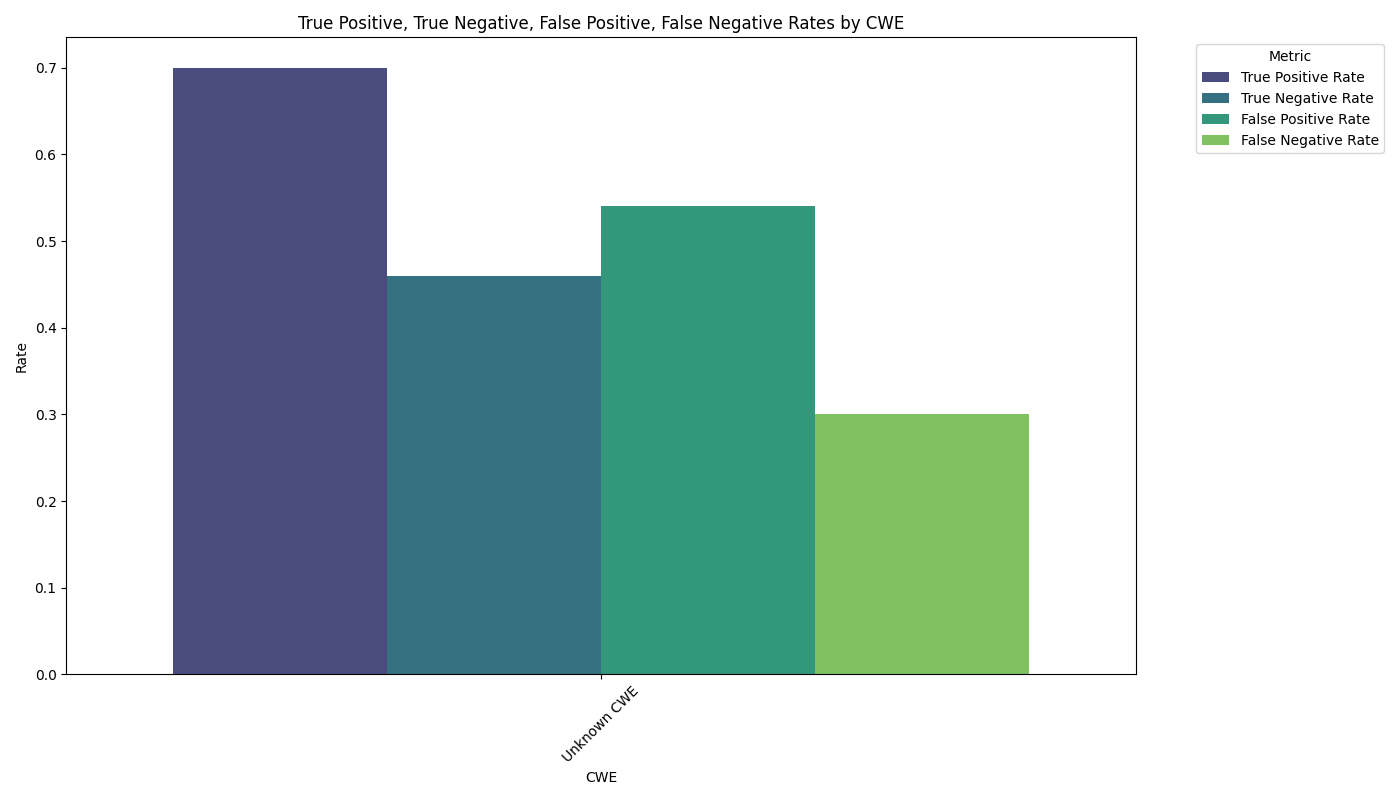 True Positive, True Negative, False Positive, False Negative Rates by CWE
Metric
True Positive Rate
True Negative Rate
False Positive Rate
False Negative Rate
Rate
0.7
0.6
0.5
0.4
0.3
0.2
0.1
0.0
Unknown CWE
CWE